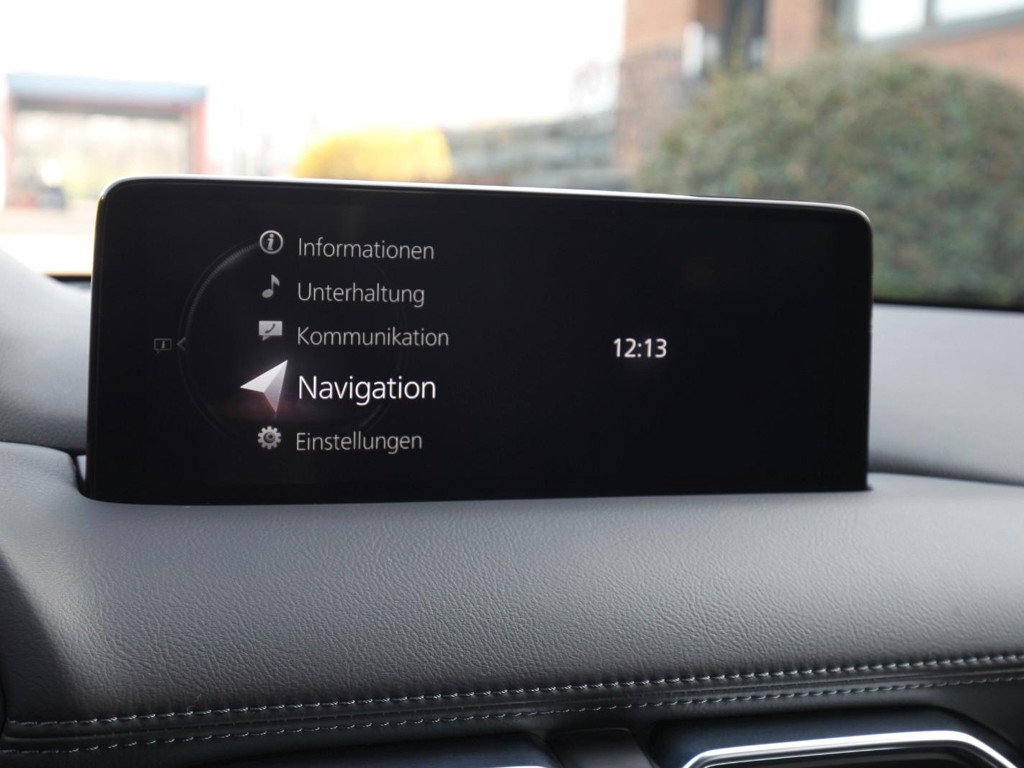 Informationen
Unterhaltung
Kommunikation
12:13
Navigation
Einstellungen